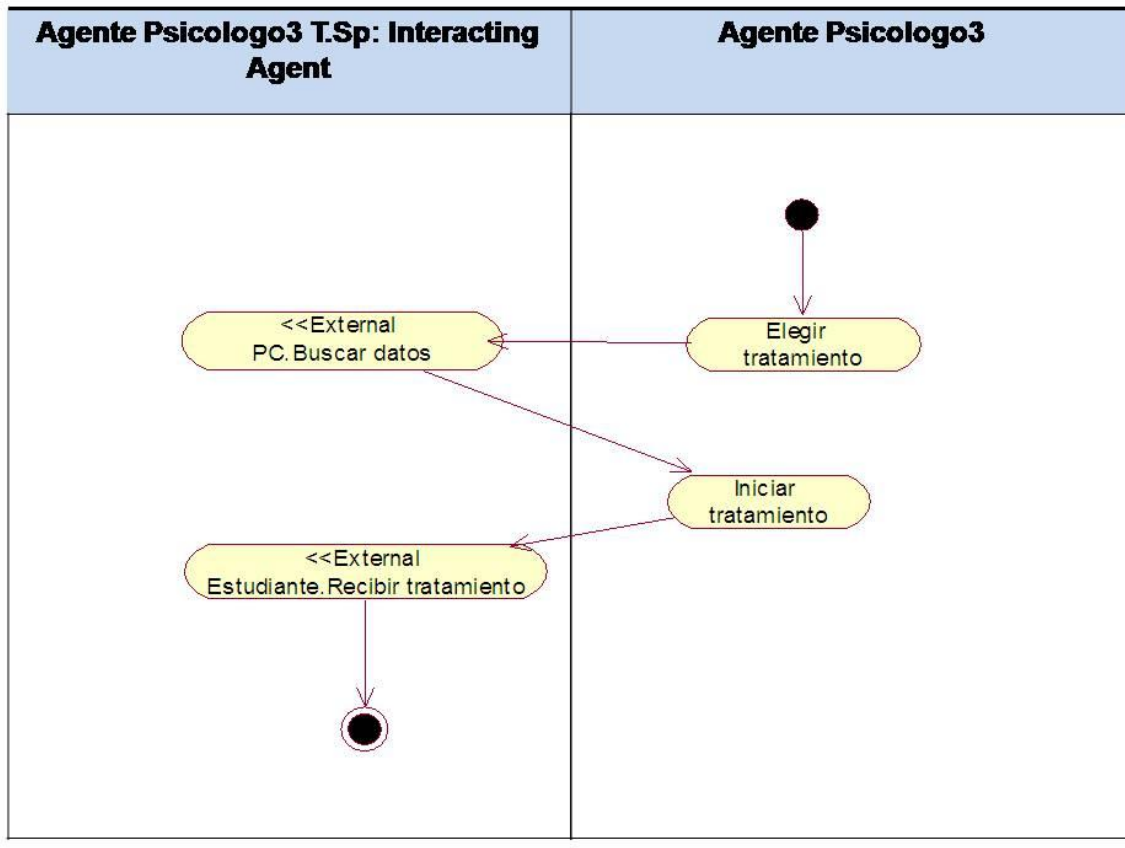 Agente Psicologo3 T.Sp: Interacting
Agent
Agente Psicologo3
Elegir
tratamiento
<<External
PC.Buscar datos
Iniciar
tratamiento
<<External
Estudiante.Recibir tratamiento